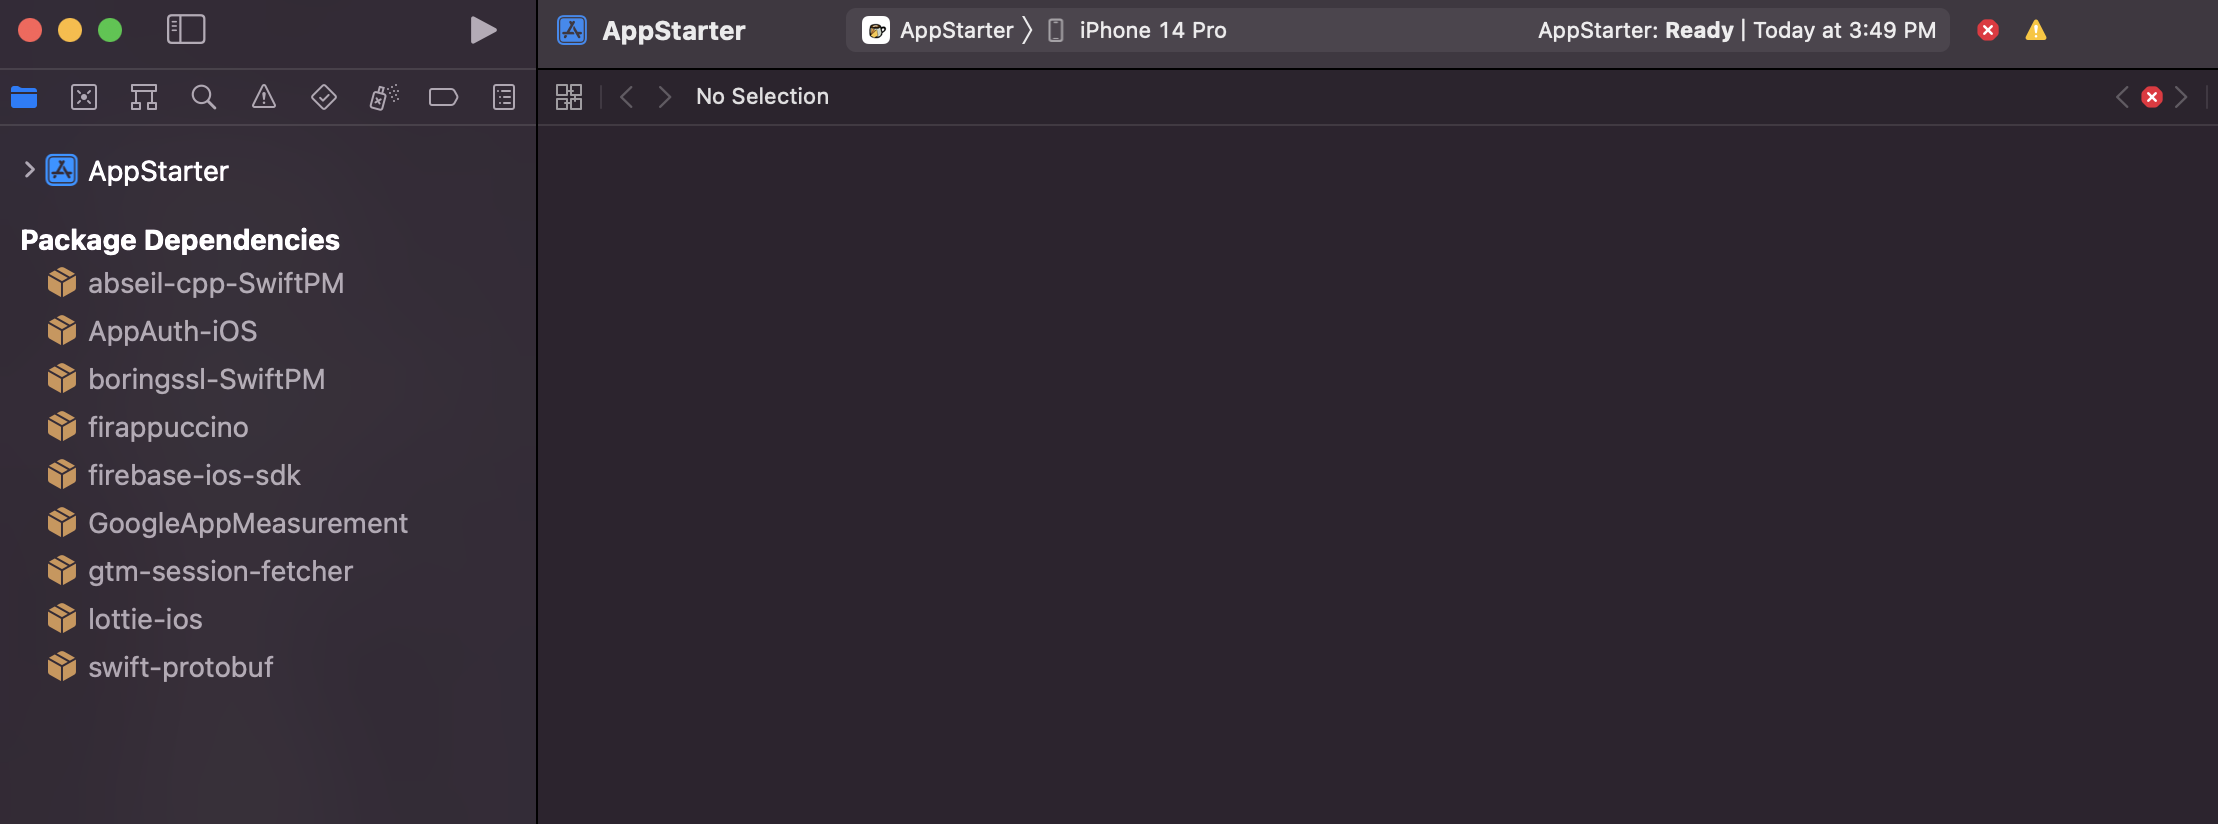 AppStarter
AppStarter
iPhone 14 Pro
AppStarter: Ready | Today at 3:49 PM
No Selection
AppStarter
Package Dependencies
abseil-cpp-SwiftPM
AppAuth-iOS
boringssl-SwiftPM
firappuccino
firebase-ios-sdk
GoogleAppMeasurement
gtm-session-fetcher
lottie-ios
swift-protobuf